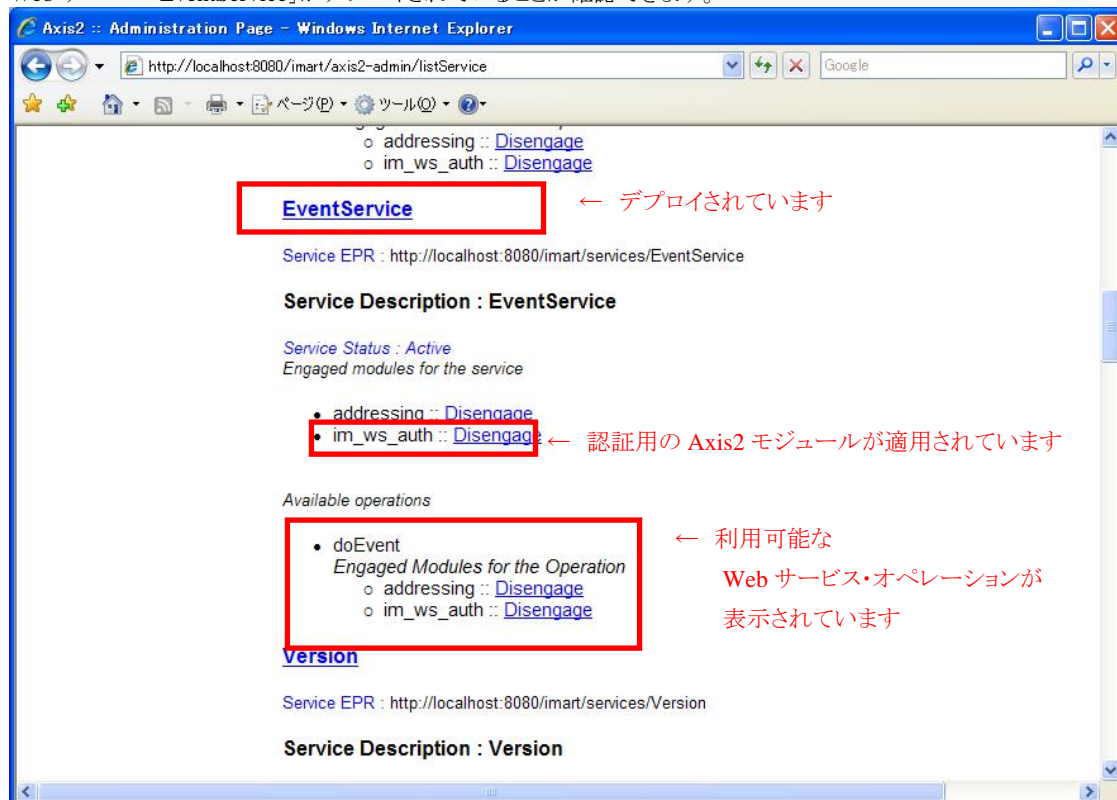 Axis2 :: Administration Page - Windows Internet Explorer
http://localhost:8080/imart/axis2-admin/listService
Google
ページ(P)
ツール(O)
addressing :: Disengage
im_ws_auth :: Disengage
EventService
← デプロイされています
Service EPR : http://localhost:8080/imart/services/EventService
Service Description : EventService
Service Status : Active
Engaged modules for the service
addressing :: Disengage
im_ws_auth :: Disengage
← 認証用の Axis2 モジュールが適用されています
Available operations
doEvent
← 利用可能な
Engaged Modules for the Operation
Web サービス・オペレーションが
addressing :: Disengage
im_ws_auth :: Disengage
表示されています
Version
Service EPR : http://localhost:8080/imart/services/Version
Service Description : Version